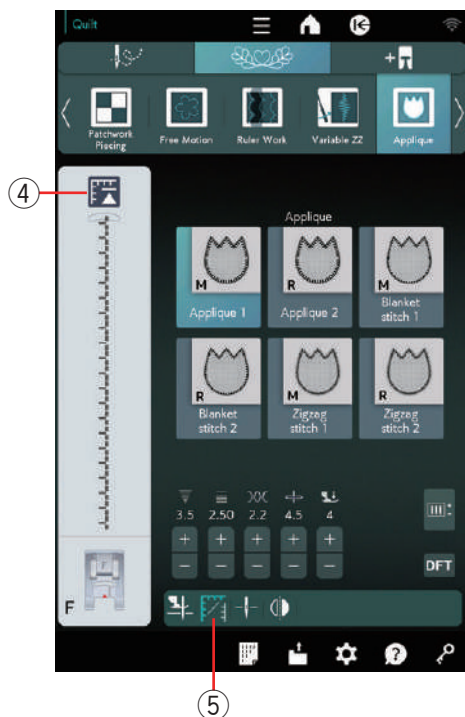 Quilt
Patchwork
Piecing
Free Motion
Ruler Work
Variable ZZ
Applique
④
Applique
M
Applique 1
R
Applique 2
M
Blanket
stitch 1
R
Blanket
stitch 2
M
Zigzag
stitch 1
R
Zigzag
stitch 2
3.5 2.50 2.2 4.5 4
+ + + + +
− − − − −
DFT
F
⑤